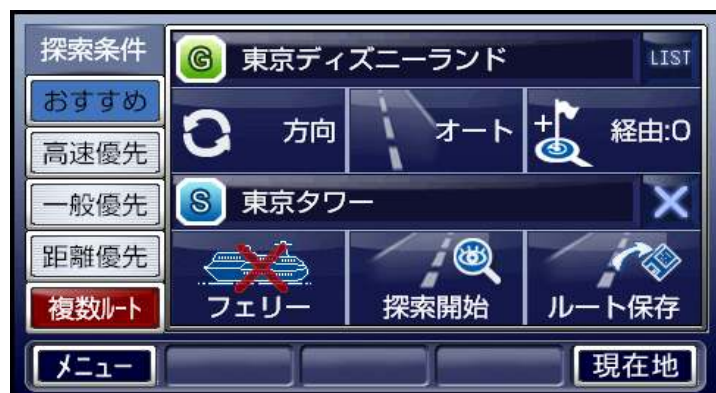 探索条件
おすすめ
高速優先
一般優先
距離優先
複数ルート
G 東京ディズニーランド LIST
方向 オート 経由:0
S 東京タワー
フェリー 探索開始 ルート保存
メニュー 現在地